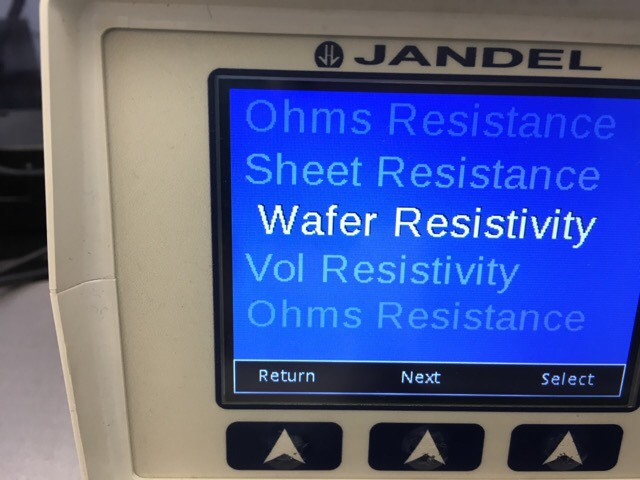 JANDEL
Ohms Resistance
Sheet Resistance
Wafer Resistivity
Vol Resistivity
Ohms Resistance
Return Next Select